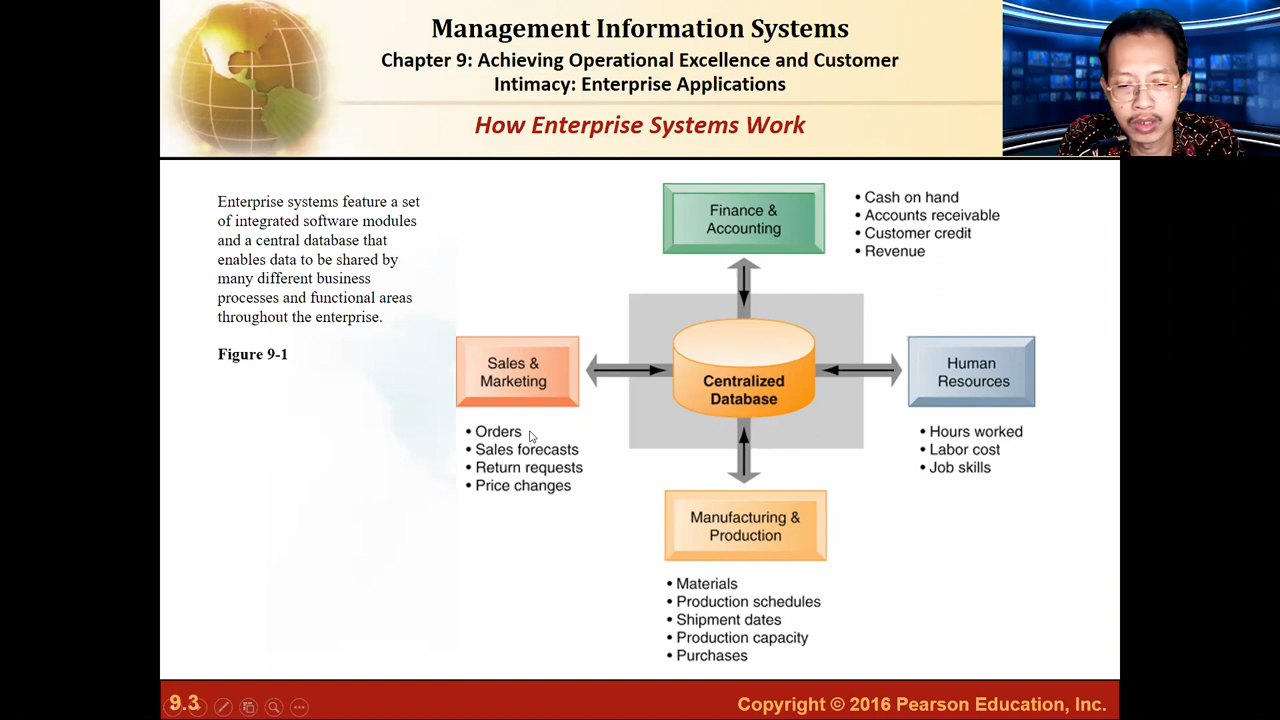 Management Information Systems
Chapter 9: Achieving Operational Excellence and Customer
Intimacy: Enterprise Applications
How Enterprise Systems Work
Enterprise systems feature a set
of integrated software modules
and a central database that
enables data to be shared by
many different business
processes and functional areas
throughout the enterprise.
Figure 9-1
Finance &
Accounting
• Cash on hand
• Accounts receivable
• Customer credit
• Revenue
Sales &
Marketing
• Orders
• Sales forecasts
• Return requests
• Price changes
Centralized
Database
Human
Resources
• Hours worked
• Labor cost
• Job skills
Manufacturing &
Production
• Materials
• Production schedules
• Shipment dates
• Production capacity
• Purchases
9.3
Copyright © 2016 Pearson Education, Inc.